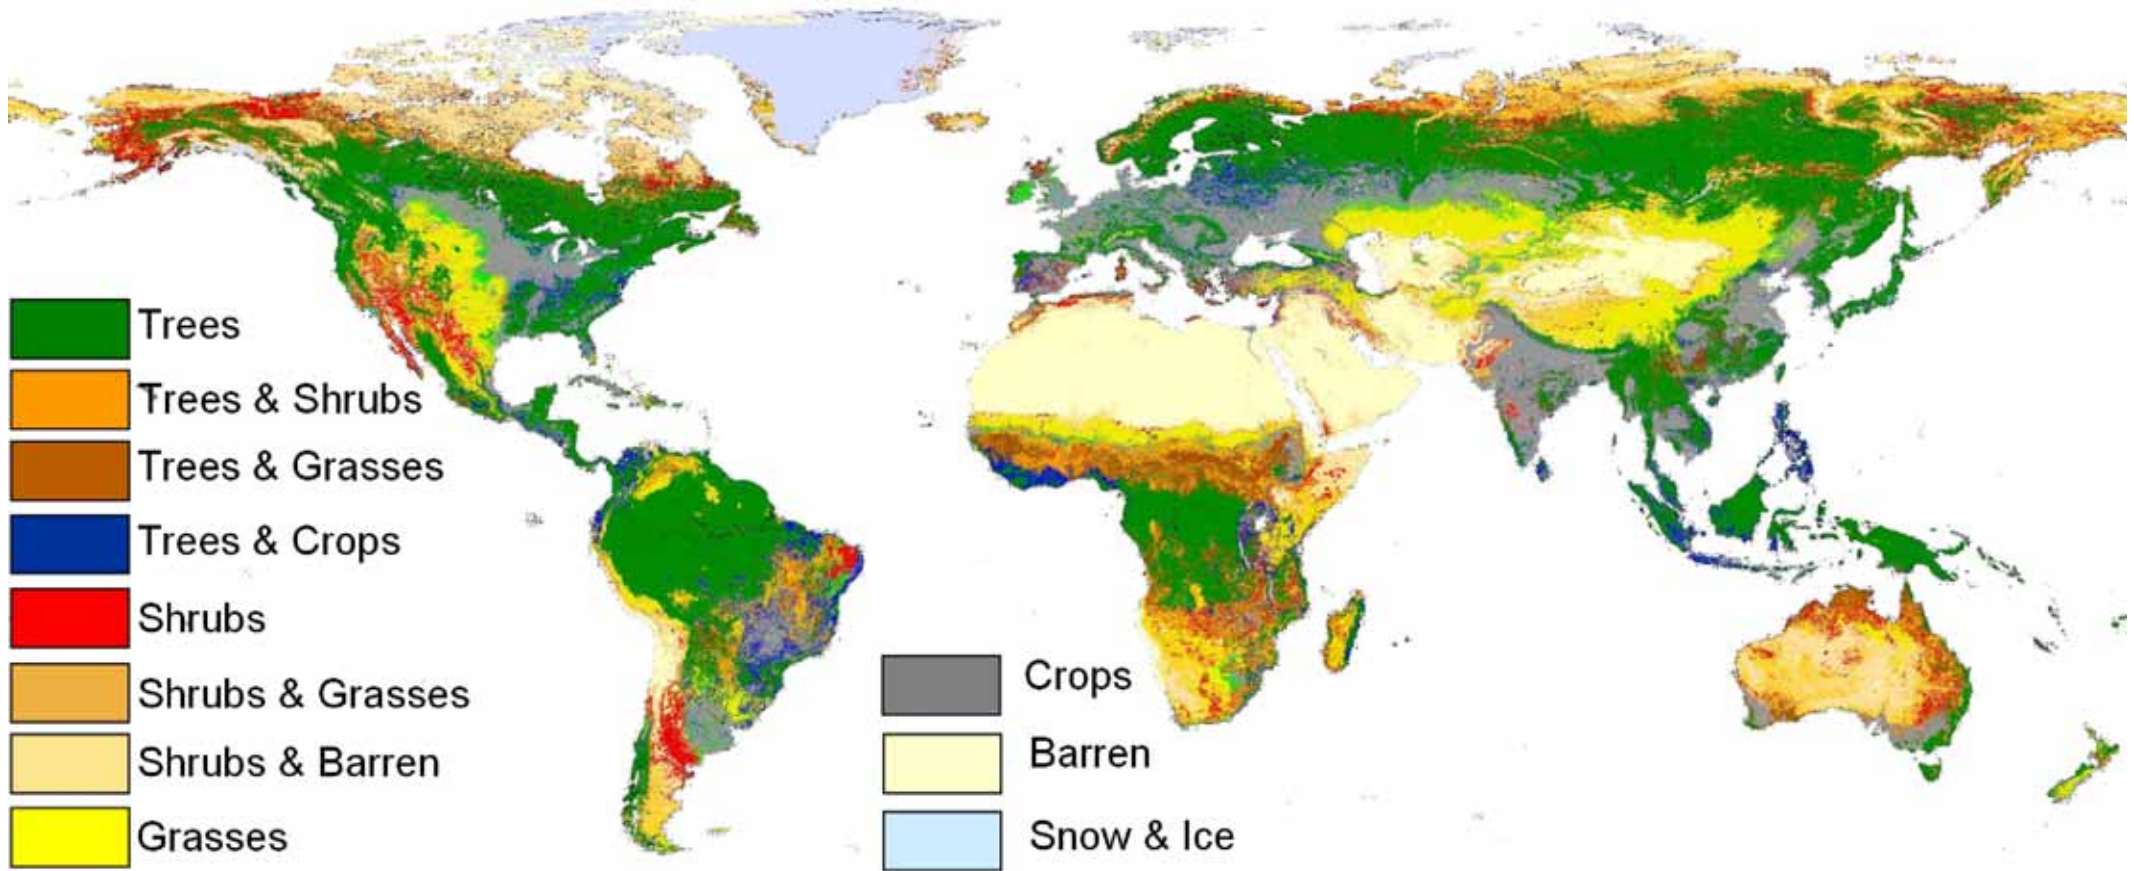 Trees
Trees & Shrubs
Trees & Grasses
Trees & Crops
Shrubs
Shrubs & Grasses
Shrubs & Barren
Grasses
Crops
Barren
Snow & Ice